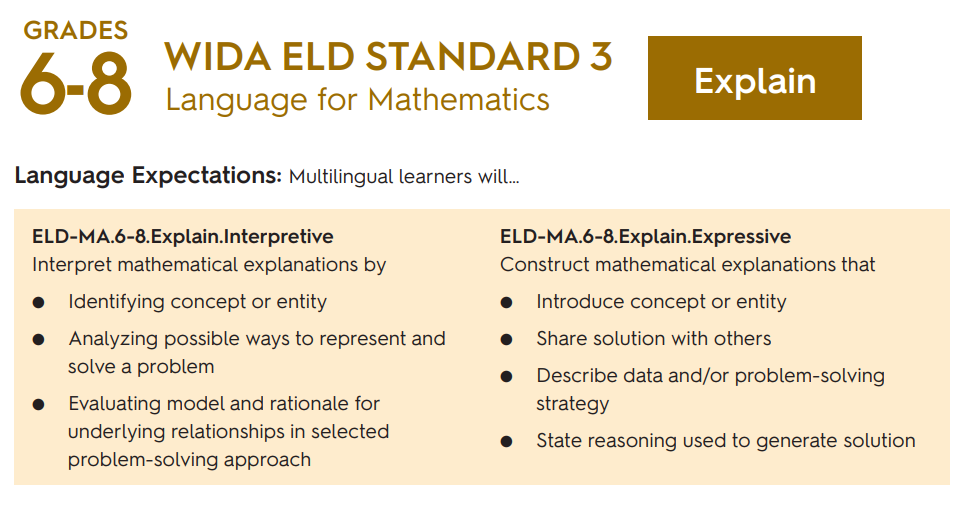 GRADES
6-8
WIDA ELD STANDARD 3
Language for Mathematics
Explain
Language Expectations: Multilingual learners will...
ELD-MA.6-8.Explain.Interpretive
Interpret mathematical explanations by
● Identifying concept or entity
● Analyzing possible ways to represent and
solve a problem
● Evaluating model and rationale for
underlying relationships in selected
problem-solving approach
ELD-MA.6-8.Explain.Expressive
Construct mathematical explanations that
● Introduce concept or entity
● Share solution with others
● Describe data and/or problem-solving
strategy
● State reasoning used to generate solution